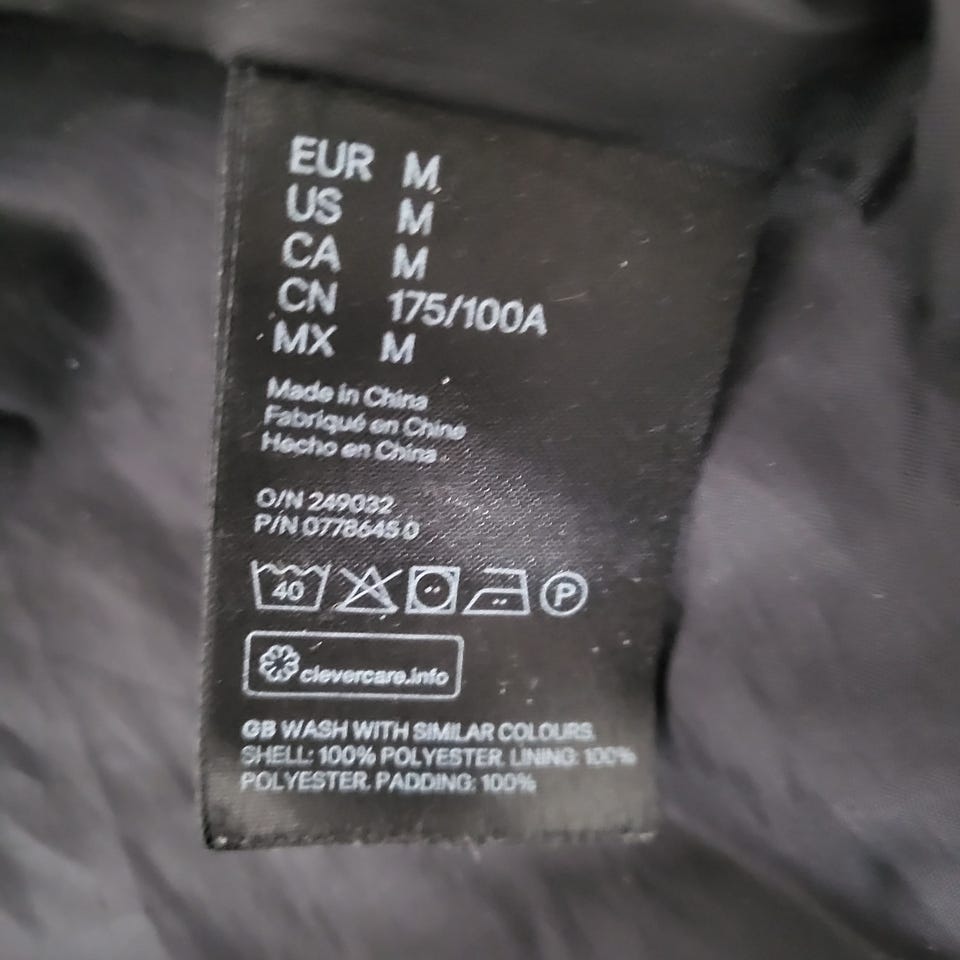 EUR M
US M
CA M
CN 175/100A
MX M
Made in China
Fabriqué en Chine
Hecho en China
O/N 249032
P/N 0778645.0
40 P
clevercare.info
GB WASH WITH SIMILAR COLOURS.
SHELL: 100% POLYESTER. LINING: 100%
POLYESTER. PADDING: 100%